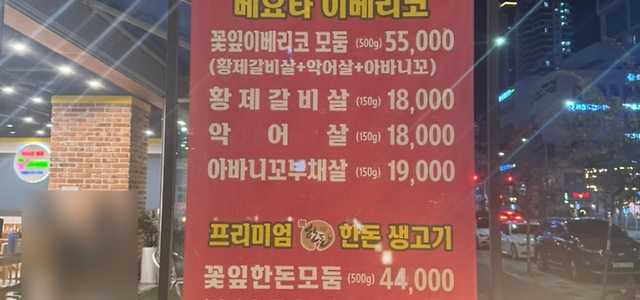 베요타 이베리코
꽃잎이베리코 모둠 (500g) 55,000
(황제갈비살+악어살+아바니꼬)
황제갈비살 (150g) 18,000
악어살 (150g) 18,000
아바니꼬부채살 (150g) 19,000
프리미엄 한돈 생고기
꽃잎한돈모둠 (500g) 44,000